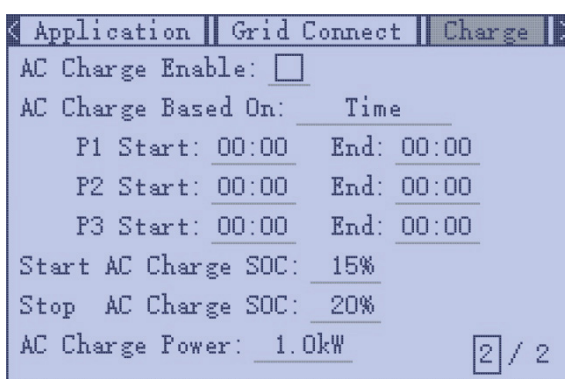 Application Grid Connect Charge
AC Charge Enable:
AC Charge Based On: Time
P1 Start: 00:00 End: 00:00
P2 Start: 00:00 End: 00:00
P3 Start: 00:00 End: 00:00
Start AC Charge SOC: 15%
Stop AC Charge SOC: 20%
AC Charge Power: 1.0kW 2 / 2